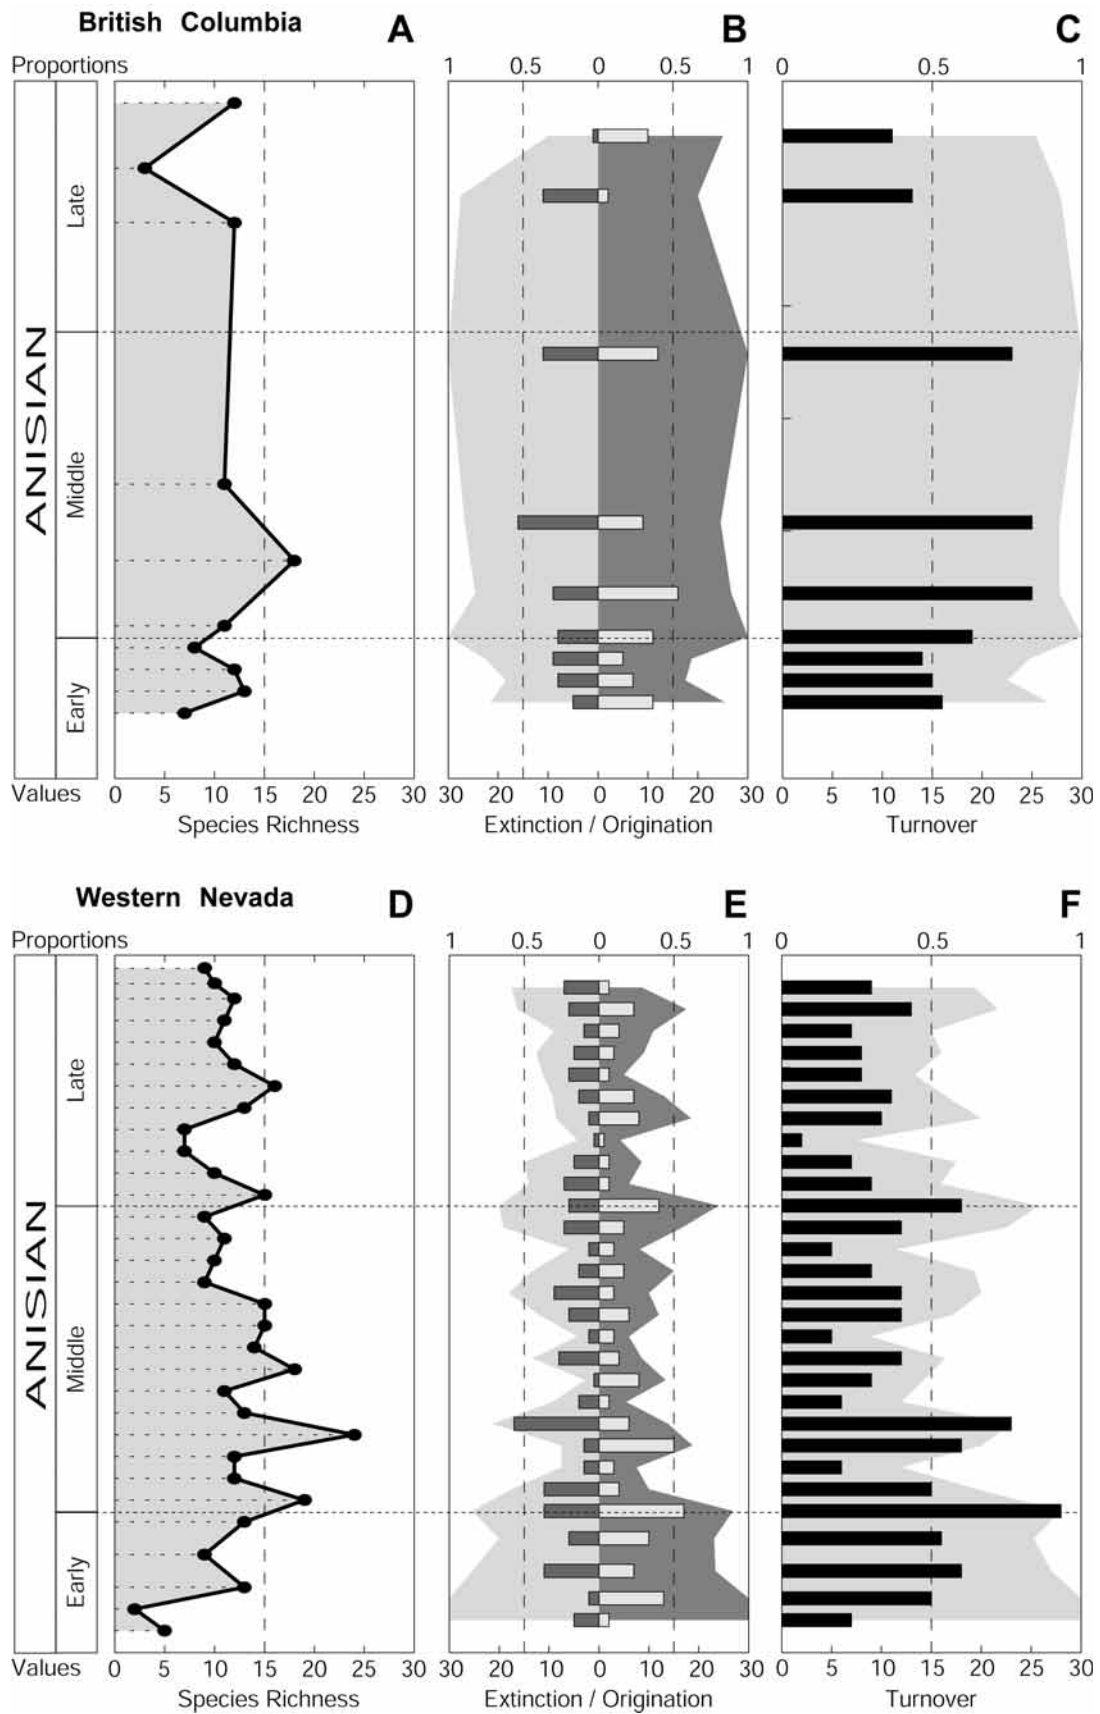 British Columbia A B C
Proportions 1 0.5 0 0.5 1 0 0.5 1
ANISIAN
Late
Middle
Early
Values 0 5 10 15 20 25 30 30 20 10 0 10 20 30 0 5 10 15 20 25 30
Species Richness Extinction / Origination Turnover
Western Nevada D E F
Proportions 1 0.5 0 0.5 1 0 0.5 1
ANISIAN
Late
Middle
Early
Values 0 5 10 15 20 25 30 30 20 10 0 10 20 30 0 5 10 15 20 25 30
Species Richness Extinction / Origination Turnover